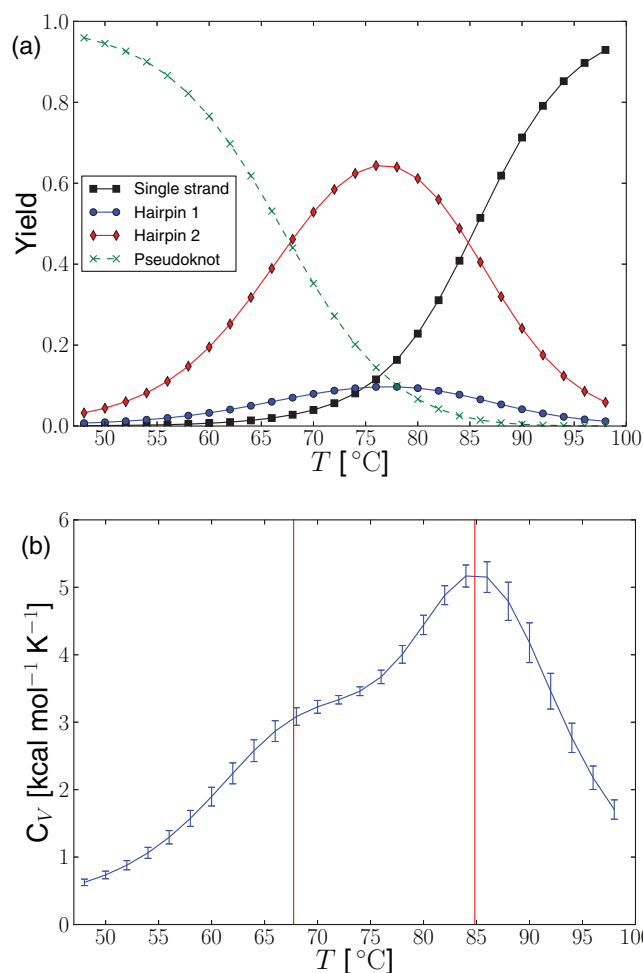 (a)
1.0
0.8
0.6
0.4
0.2
0.0
Yield
Single strand
Hairpin 1
Hairpin 2
Pseudoknot
50 55 60 65 70 75 80 85 90 95 100
T [°C]
(b)
6
5
4
3
2
1
0
C_V [kcal mol⁻¹ K⁻¹]
50 55 60 65 70 75 80 85 90 95 100
T [°C]